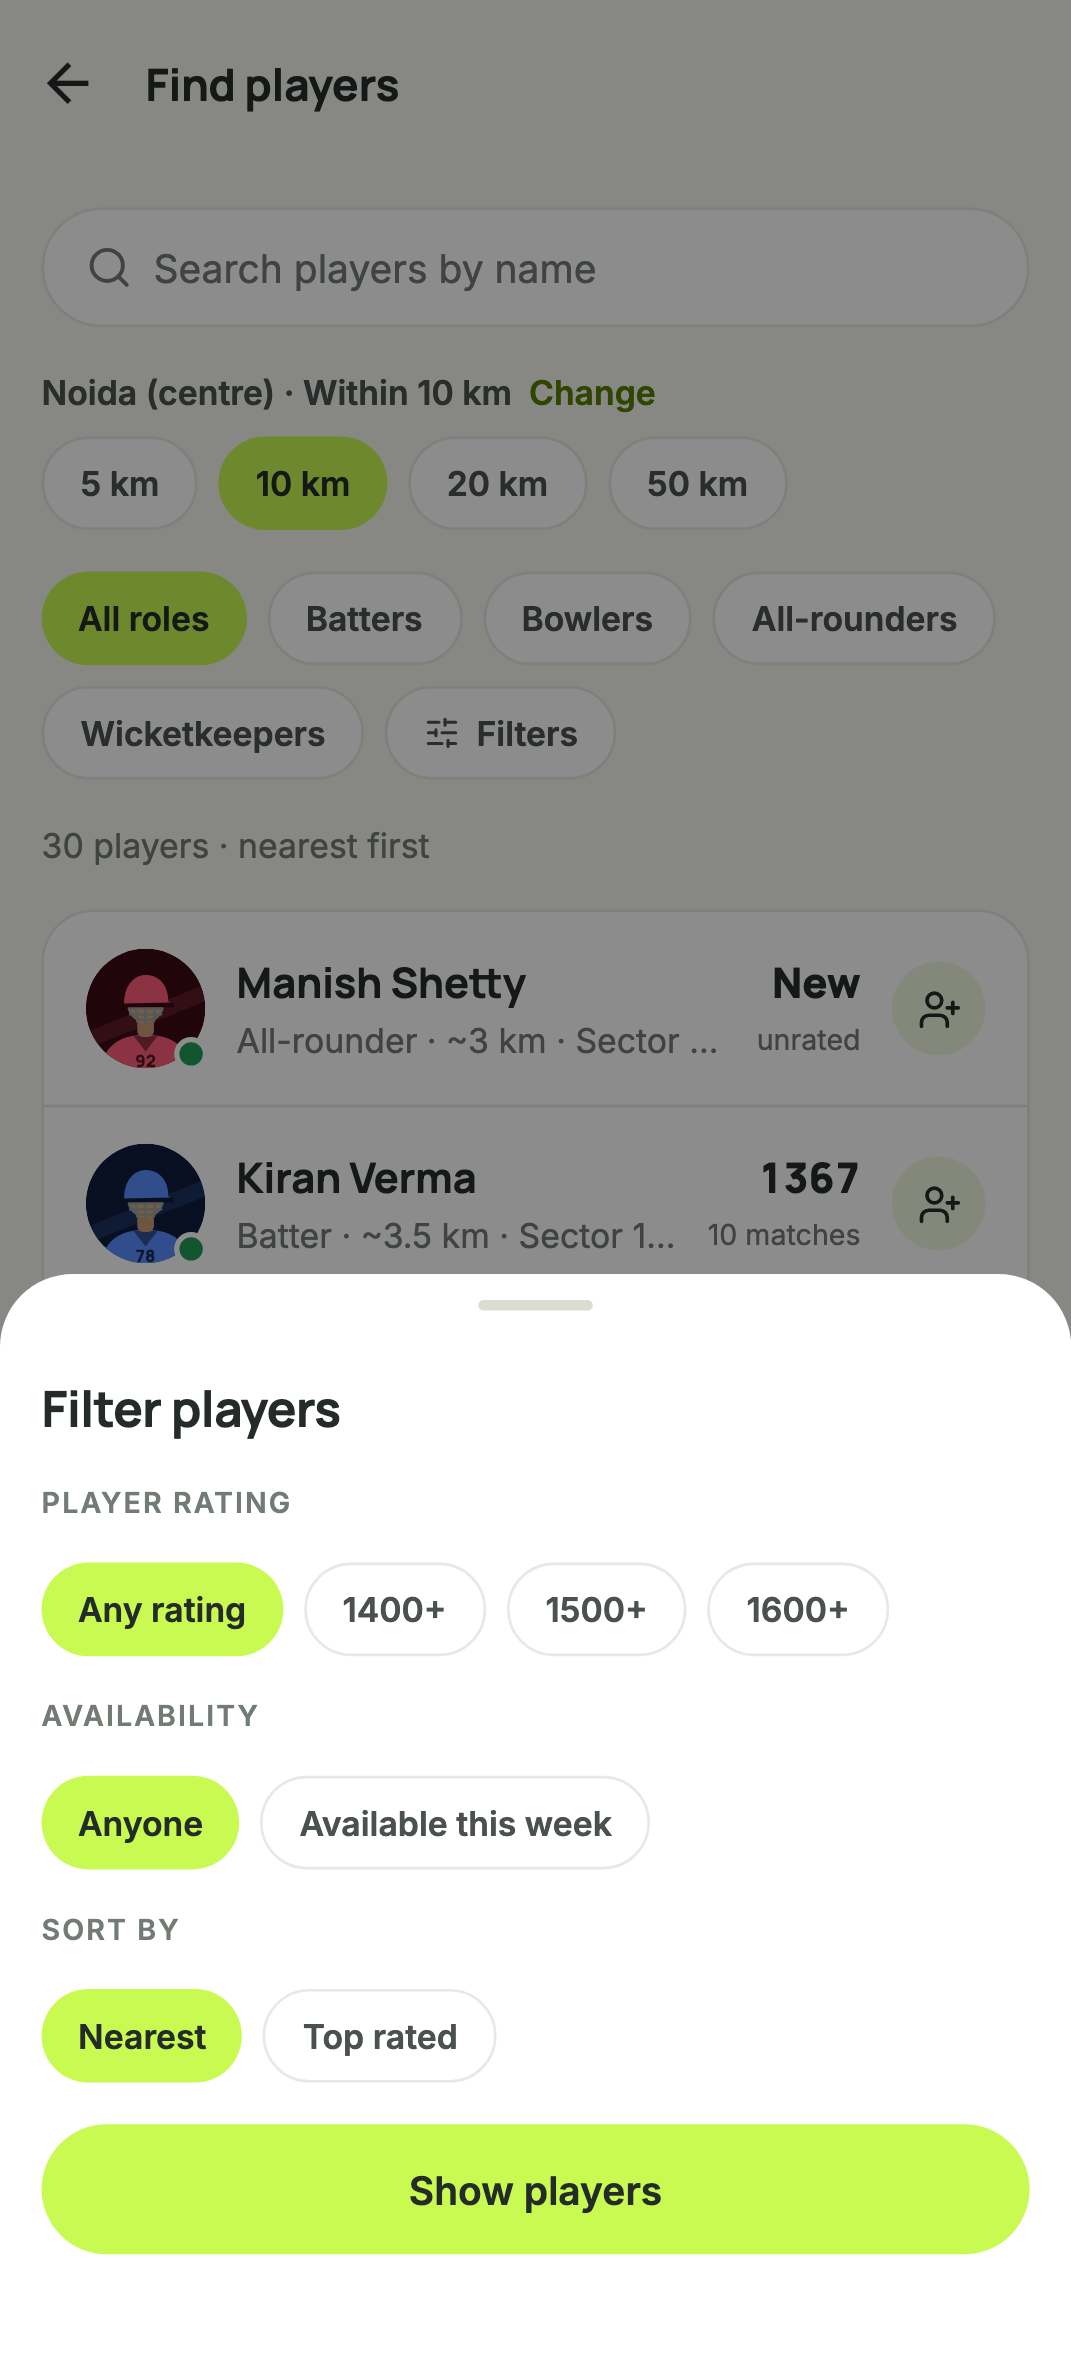 Find players
Search players by name
Noida (centre) · Within 10 km Change
5 km 10 km 20 km 50 km
All roles Batters Bowlers All-rounders
Wicketkeepers Filters
30 players · nearest first
Manish Shetty New
All-rounder · ~3 km · Sector ... unrated
92
Kiran Verma 1367
Batter · ~3.5 km · Sector 1... 10 matches
78
Filter players
PLAYER RATING
Any rating 1400+ 1500+ 1600+
AVAILABILITY
Anyone Available this week
SORT BY
Nearest Top rated
Show players